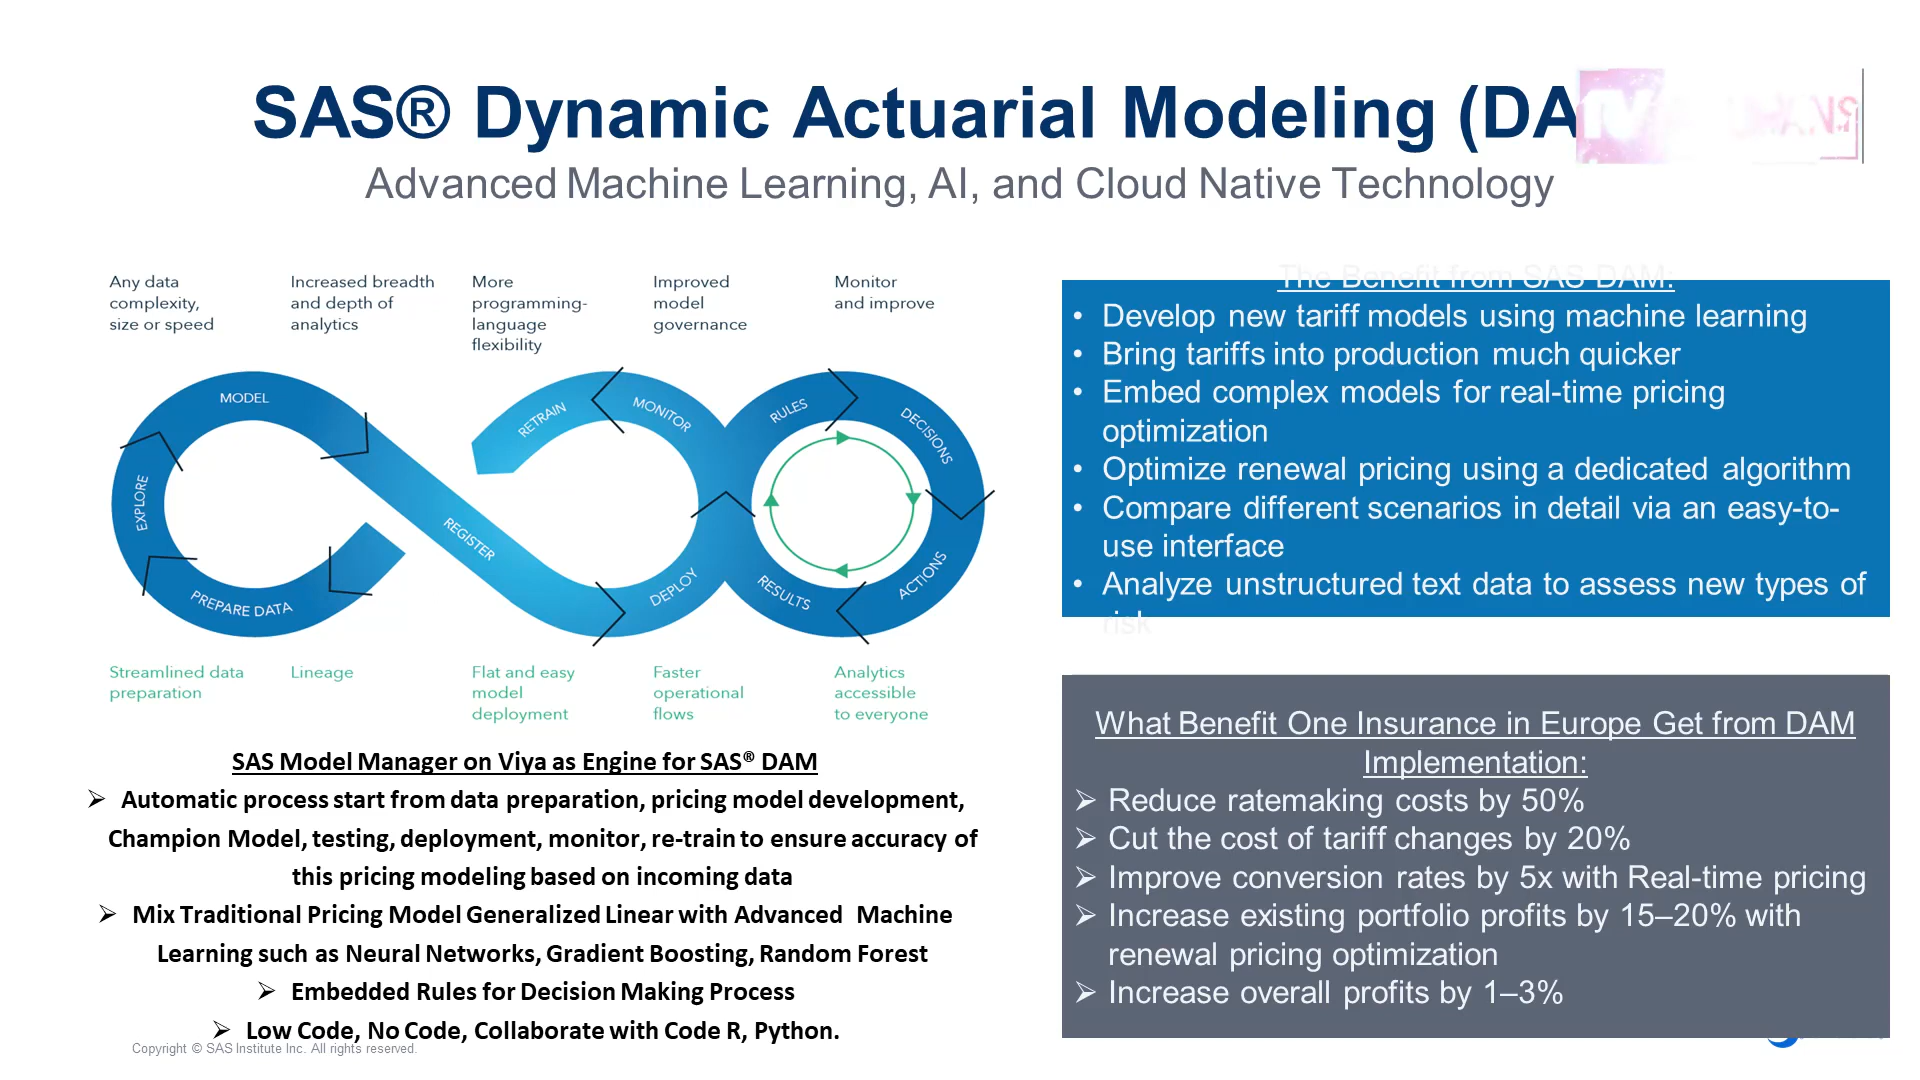 SAS® Dynamic Actuarial Modeling (DA
Advanced Machine Learning, AI, and Cloud Native Technology
Any data
complexity,
size or speed
Increased breadth
and depth of
analytics
More
programming-
language
flexibility
Improved
model
governance
Monitor
and improve
MODEL
EXPLORE
PREPARE DATA
REGISTER
RETRAIN
MONITOR
DEPLOY
RULES
DECISIONS
ACTIONS
RESULTS
Streamlined data
preparation
Lineage
Flat and easy
model
deployment
Faster
operational
flows
Analytics
accessible
to everyone
SAS Model Manager on Viya as Engine for SAS® DAM
➢ Automatic process start from data preparation, pricing model development,
Champion Model, testing, deployment, monitor, re-train to ensure accuracy of
this pricing modeling based on incoming data
➢ Mix Traditional Pricing Model Generalized Linear with Advanced Machine
Learning such as Neural Networks, Gradient Boosting, Random Forest
➢ Embedded Rules for Decision Making Process
➢ Low Code, No Code, Collaborate with Code R, Python.
The Benefit from SAS DAM:
• Develop new tariff models using machine learning
• Bring tariffs into production much quicker
• Embed complex models for real-time pricing
optimization
• Optimize renewal pricing using a dedicated algorithm
• Compare different scenarios in detail via an easy-to-
use interface
• Analyze unstructured text data to assess new types of
risk
What Benefit One Insurance in Europe Get from DAM
Implementation:
➢ Reduce ratemaking costs by 50%
➢ Cut the cost of tariff changes by 20%
➢ Improve conversion rates by 5x with Real-time pricing
➢ Increase existing portfolio profits by 15–20% with
renewal pricing optimization
➢ Increase overall profits by 1–3%
Copyright © SAS Institute Inc. All rights reserved.